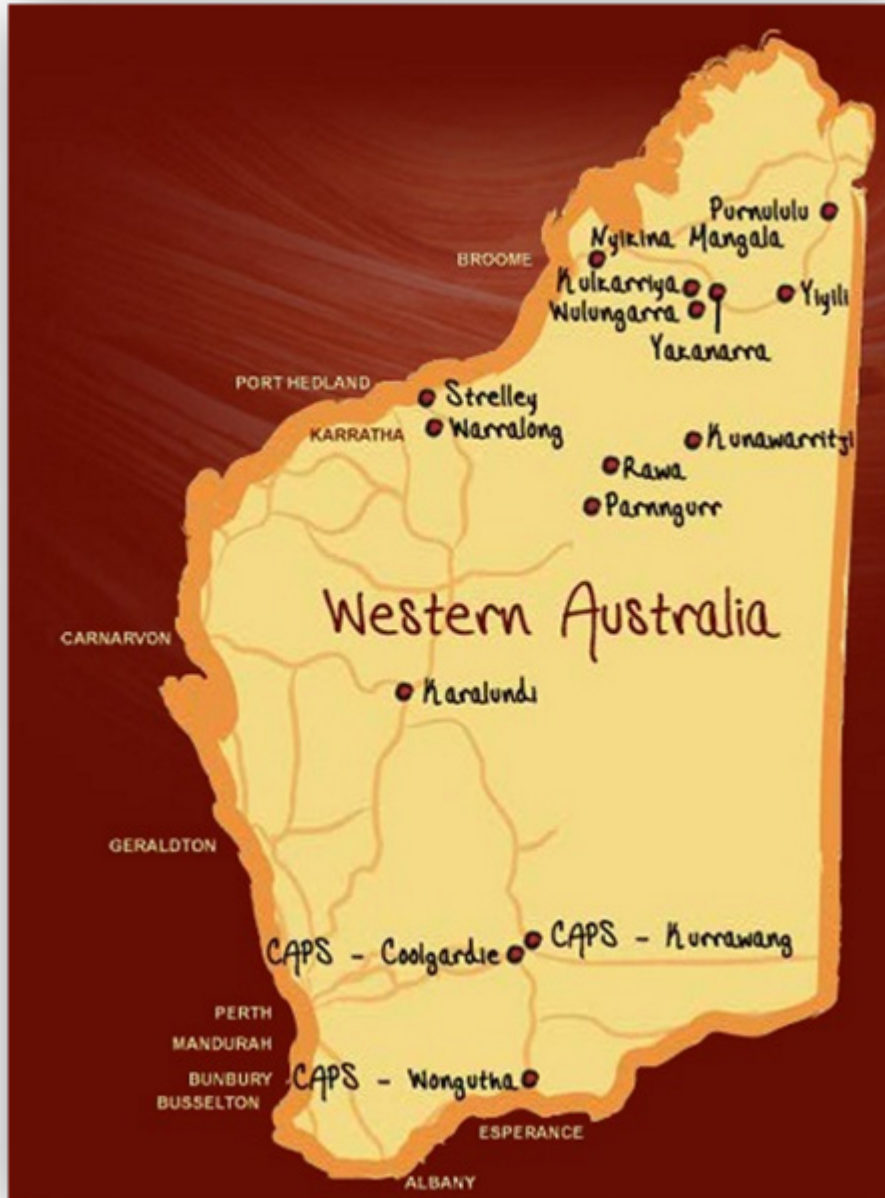 Purnululu
Nyikina Mangala
BROOME
Kulkarriya
Yiyili
Wulungarra
Yakanarra
PORT HEDLAND
Strelley
KARRATHA
Warralong
Kunawarritji
Rawa
Parnngurr
Western Australia
CARNARVON
Karalundi
GERALDTON
CAPS - Kurrawang
CAPS - Coolgardie
PERTH
MANDURAH
BUNBURY
CAPS - Wongutha
BUSSELTON
ESPERANCE
ALBANY